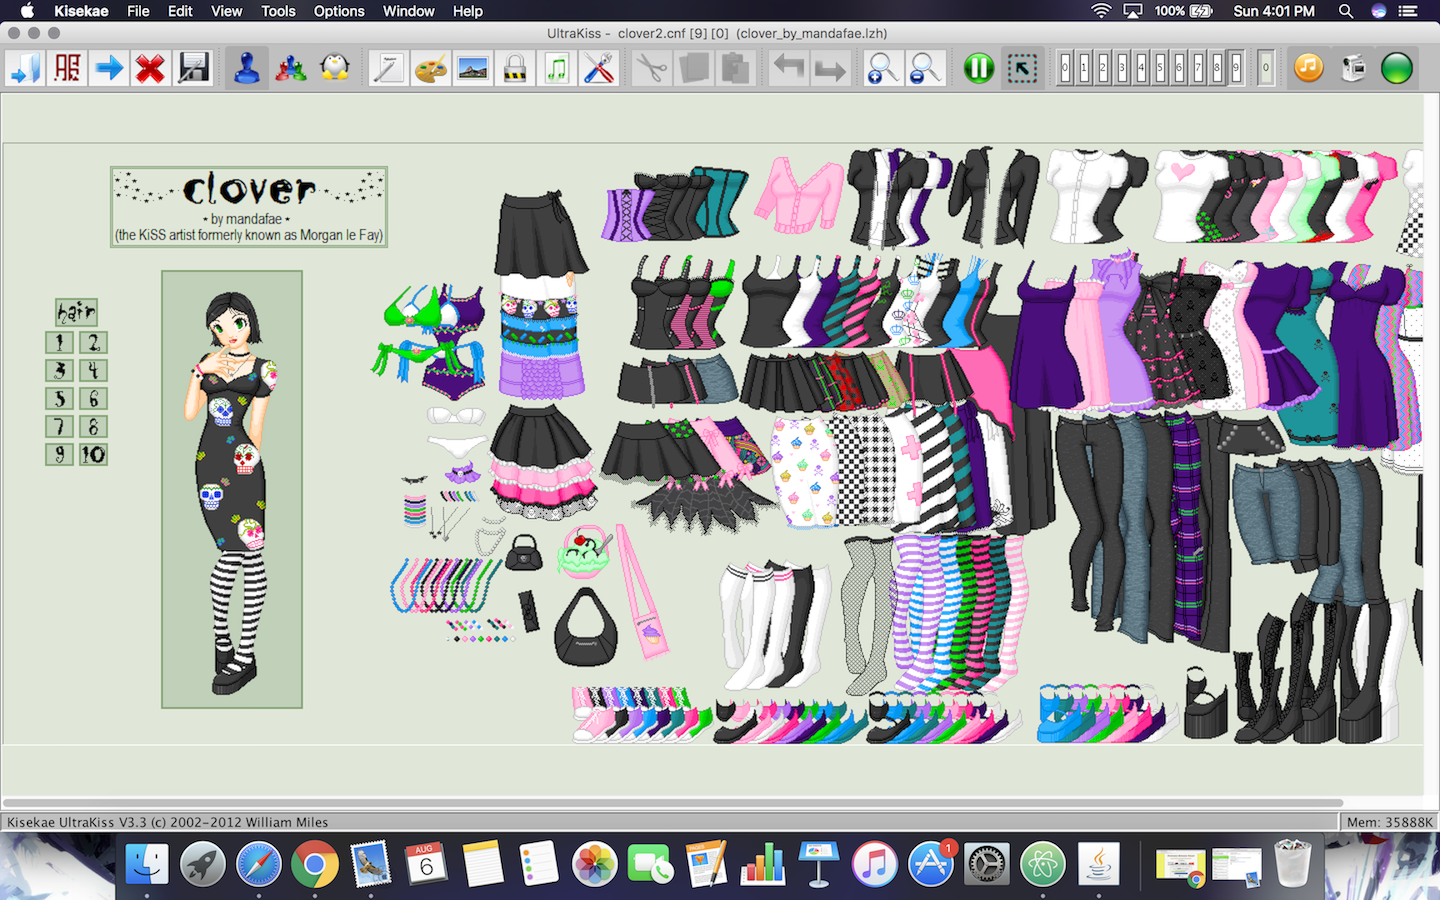 Kisekae File Edit View Tools Options Window Help 100% Sun 4:01 PM
UltraKiss - clover2.cnf [9] [0] (clover_by_mandafae.lzh)
0 1 2 3 4 5 6 7 8 9 0
clover
by mandafae
(the KiSS artist formerly known as Morgan le Fay)
hair
1 2
3 4
5 6
7 8
9 10
Kisekae UltraKiss V3.3 (c) 2002-2012 William Miles Mem: 35888K
AUG
6
PAGES
1